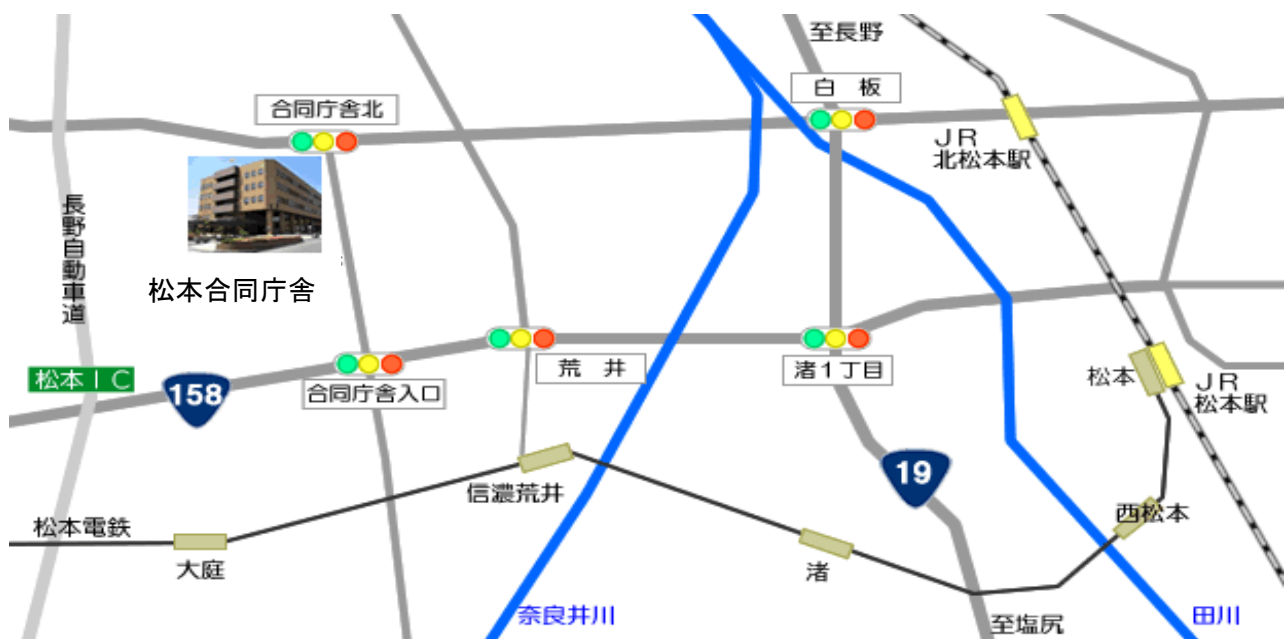 至長野
白 板
合同庁舎北
JR
北松本駅
長野自動車道
松本合同庁舎
松本IC
158
合同庁舎入口
荒 井
渚1丁目
松本
JR
松本駅
19
信濃荒井
西松本
松本電鉄
大庭
渚
奈良井川
至塩尻
田川